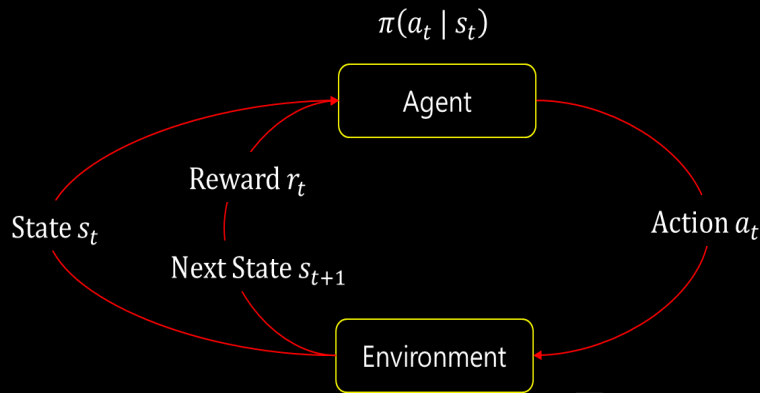 π(a_t | s_t)
Agent
Reward r_t
State s_t
Action a_t
Next State s_{t+1}
Environment